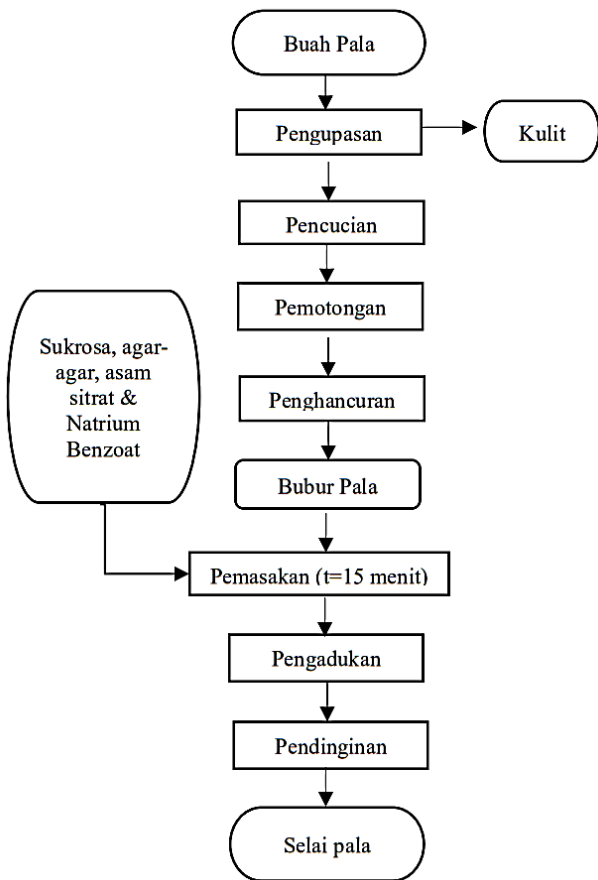 Buah Pala
Pengupasan
Kulit
Pencucian
Pemotongan
Sukrosa, agar-
agar, asam
sitrat &
Natrium
Benzoat
Penghancuran
Bubur Pala
Pemasakan (t=15 menit)
Pengadukan
Pendinginan
Selai pala